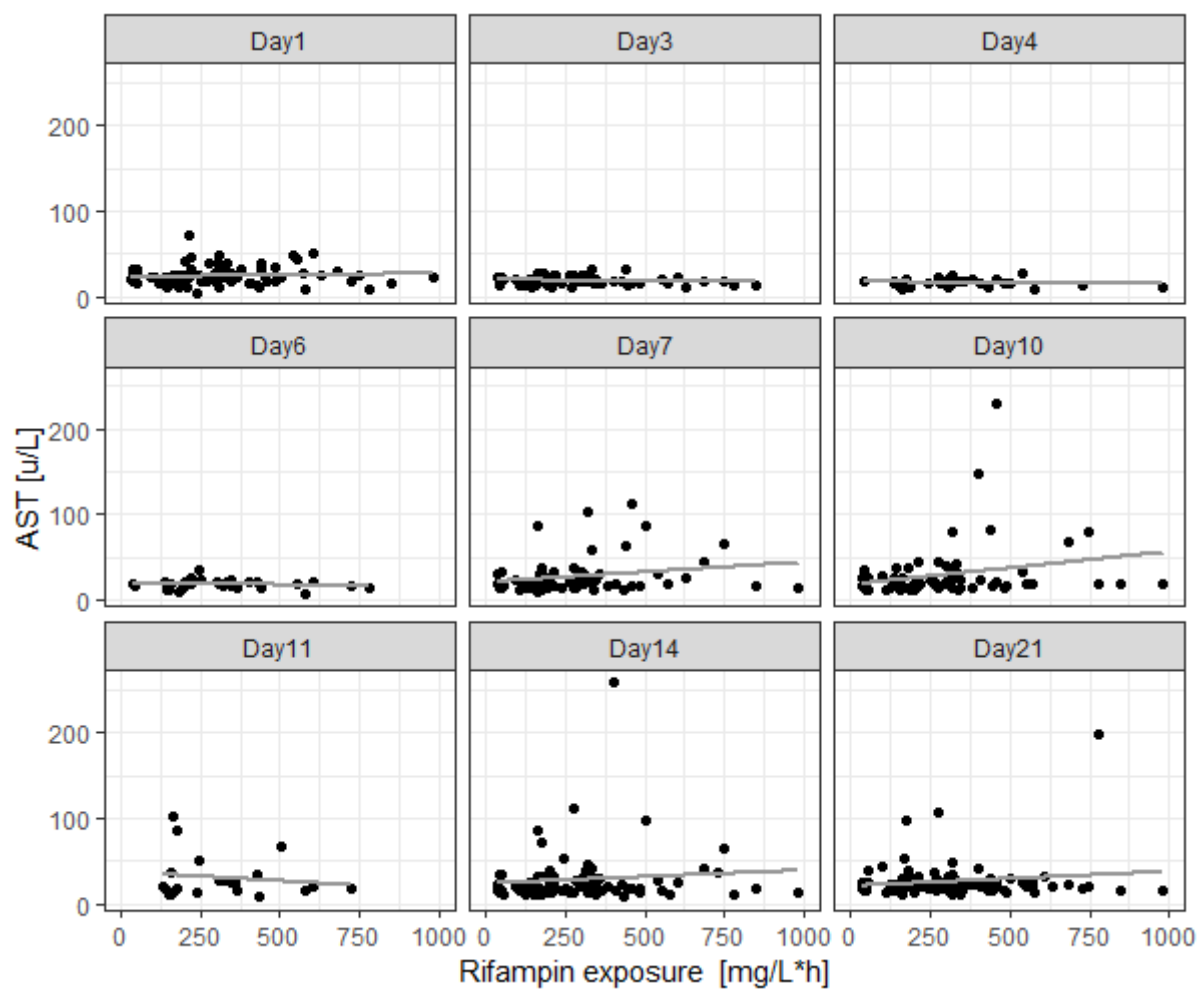 Day1 Day3 Day4
200
100
0
Day6 Day7 Day10
200
100
0
Day11 Day14 Day21
200
100
0
0 250 500 750 1000 0 250 500 750 1000 0 250 500 750 1000
AST [u/L]
Rifampin exposure [mg/L*h]